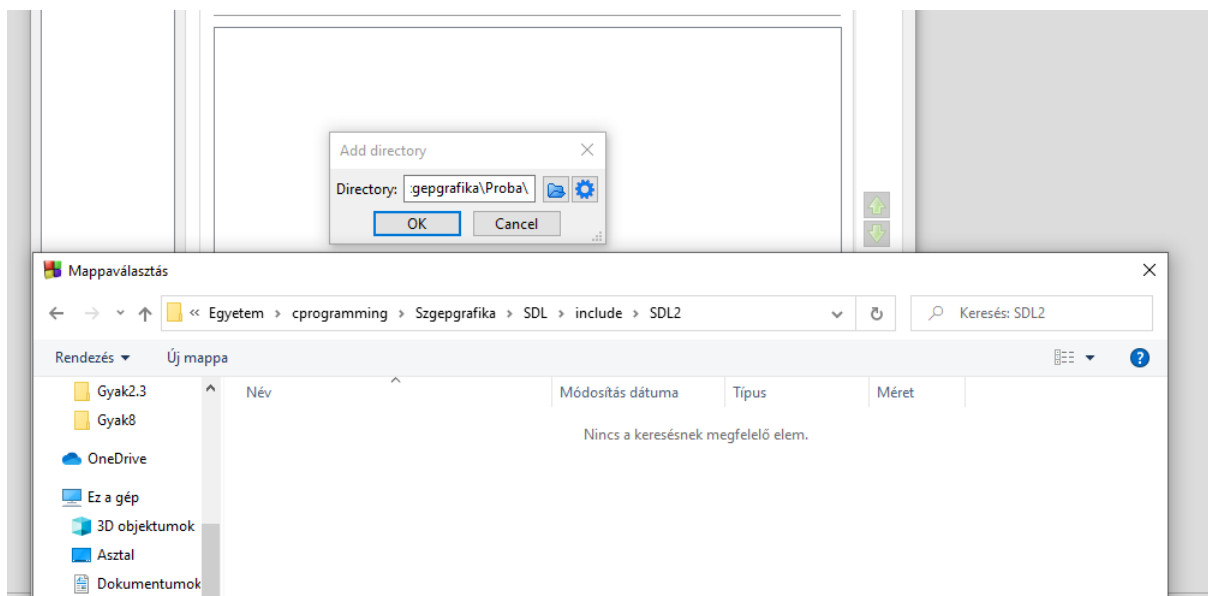 Add directory
Directory: :gepgrafika\Proba\
OK Cancel
Mappaválasztás
« Egyetem › cprogramming › Szgepgrafika › SDL › include › SDL2
Keresés: SDL2
Rendezés Új mappa
Név Módosítás dátuma Típus Méret
Nincs a keresésnek megfelelő elem.
Gyak2.3
Gyak8
OneDrive
Ez a gép
3D objektumok
Asztal
Dokumentumok